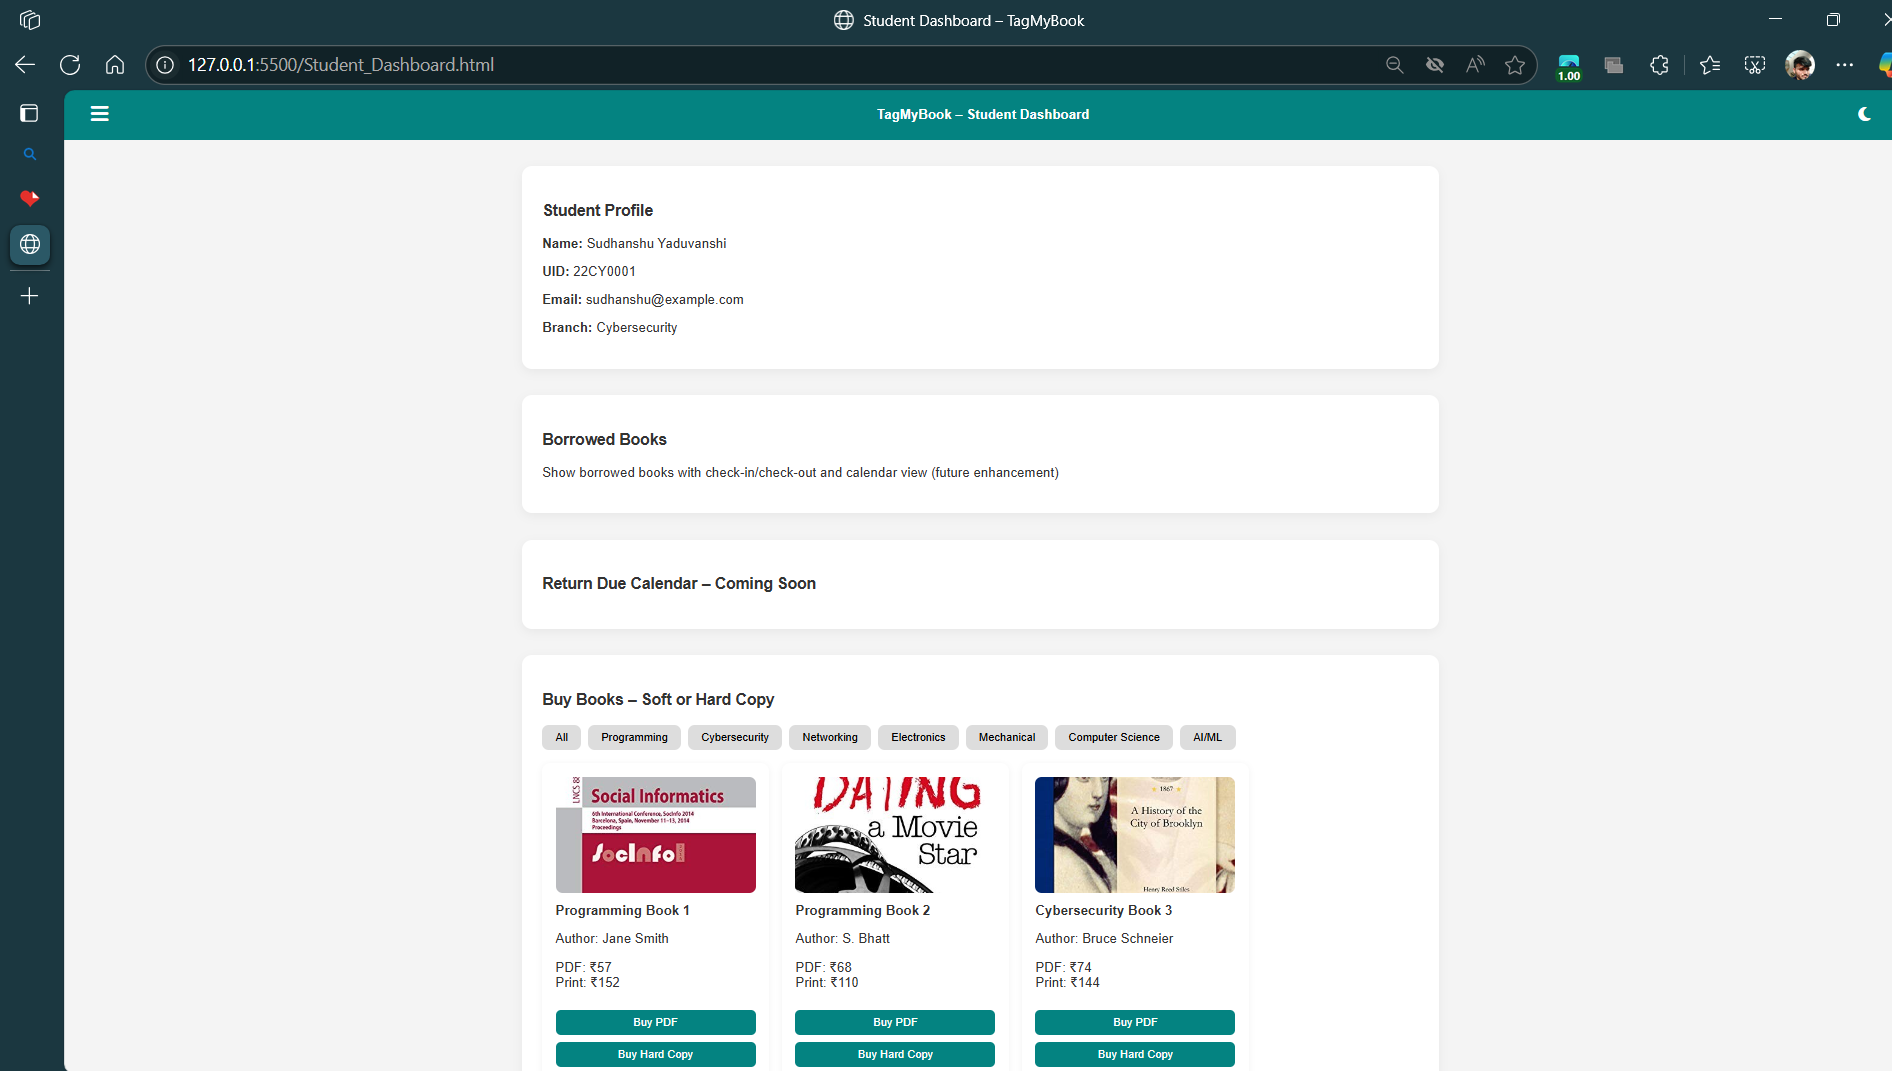 Student Dashboard – TagMyBook
127.0.0.1:5500/Student_Dashboard.html
1.00
TagMyBook – Student Dashboard
Student Profile
Name: Sudhanshu Yaduvanshi
UID: 22CY0001
Email: sudhanshu@example.com
Branch: Cybersecurity
Borrowed Books
Show borrowed books with check-in/check-out and calendar view (future enhancement)
Return Due Calendar – Coming Soon
Buy Books – Soft or Hard Copy
All Programming Cybersecurity Networking Electronics Mechanical Computer Science AI/ML
LNCS
Social Informatics
6th International Conference, SocInfo 2014
Barcelona, Spain, November 11–13, 2014
Proceedings
SocInfo
Programming Book 1
Author: Jane Smith
PDF: ₹57
Print: ₹152
Buy PDF
Buy Hard Copy
DATING
a Movie
Star
Programming Book 2
Author: S. Bhatt
PDF: ₹68
Print: ₹110
Buy PDF
Buy Hard Copy
1867
A History of the
City of Brooklyn
Henry Reed Stiles
Cybersecurity Book 3
Author: Bruce Schneier
PDF: ₹74
Print: ₹144
Buy PDF
Buy Hard Copy